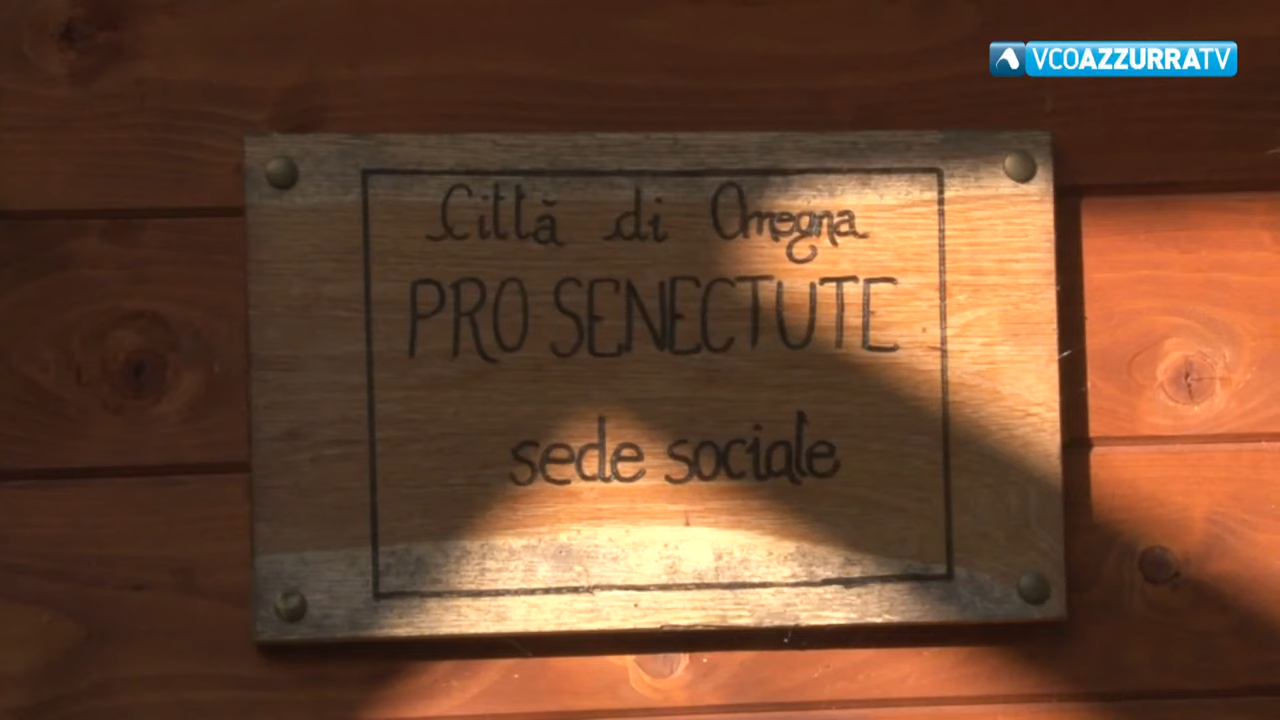 VCOAZZURRATV
Città di Omegna
PRO SENECTUTE
sede sociale